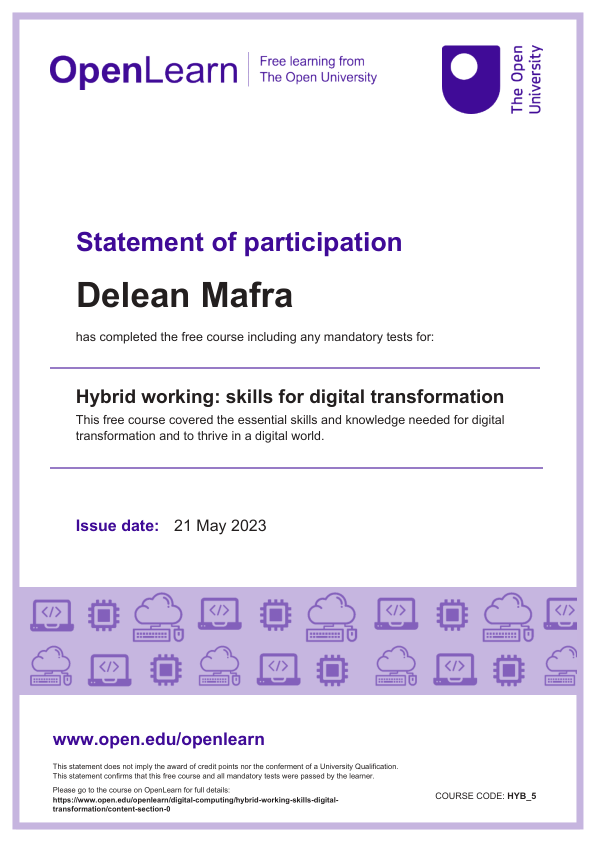 OpenLearn
Free learning from
The Open University
The Open
University
Statement of participation
Delean Mafra
has completed the free course including any mandatory tests for:
Hybrid working: skills for digital transformation
This free course covered the essential skills and knowledge needed for digital
transformation and to thrive in a digital world.
Issue date: 21 May 2023
www.open.edu/openlearn
This statement does not imply the award of credit points nor the conferment of a University Qualification.
This statement confirms that this free course and all mandatory tests were passed by the learner.
Please go to the course on OpenLearn for full details:
https://www.open.edu/openlearn/digital-computing/hybrid-working-skills-digital-
transformation/content-section-0
COURSE CODE: HYB_5